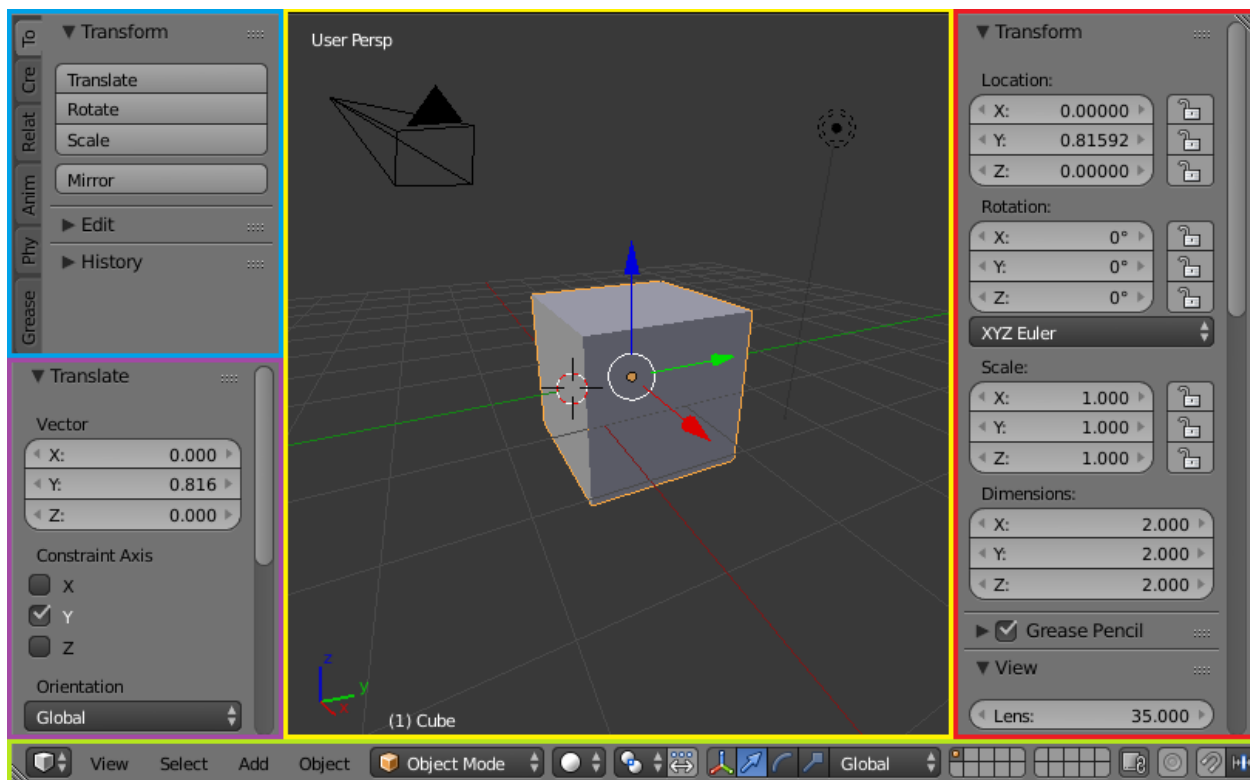 To
Cre
Relat
Anim
Phy
Grease
Transform
Translate
Rotate
Scale
Mirror
Edit
History
Translate
Vector
X: 0.000
Y: 0.816
Z: 0.000
Constraint Axis
X
Y
Z
Orientation
Global
User Persp
z
y
x
(1) Cube
Transform
Location:
X: 0.00000
Y: 0.81592
Z: 0.00000
Rotation:
X: 0°
Y: 0°
Z: 0°
XYZ Euler
Scale:
X: 1.000
Y: 1.000
Z: 1.000
Dimensions:
X: 2.000
Y: 2.000
Z: 2.000
Grease Pencil
View
Lens: 35.000
View Select Add Object Object Mode Global